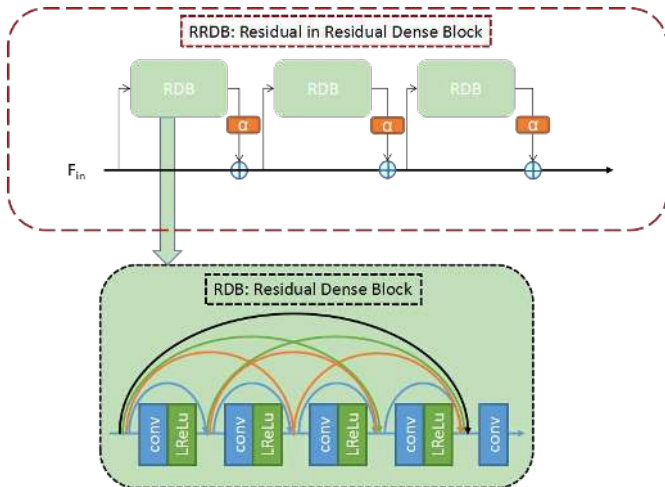 RRDB: Residual in Residual Dense Block
RDB RDB RDB
α α α
Fin
RDB: Residual Dense Block
conv LReLu conv LReLu conv LReLu conv LReLu conv